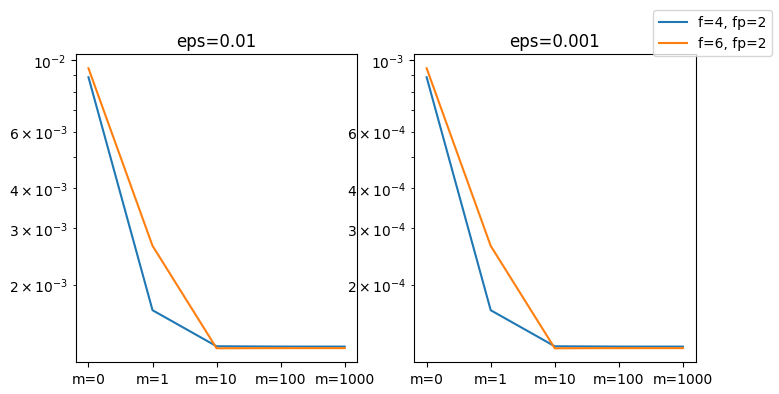 f=4, fp=2
f=6, fp=2
eps=0.01
10⁻²
6 × 10⁻³
4 × 10⁻³
3 × 10⁻³
2 × 10⁻³
m=0 m=1 m=10 m=100 m=1000
eps=0.001
10⁻³
6 × 10⁻⁴
4 × 10⁻⁴
3 × 10⁻⁴
2 × 10⁻⁴
m=0 m=1 m=10 m=100 m=1000